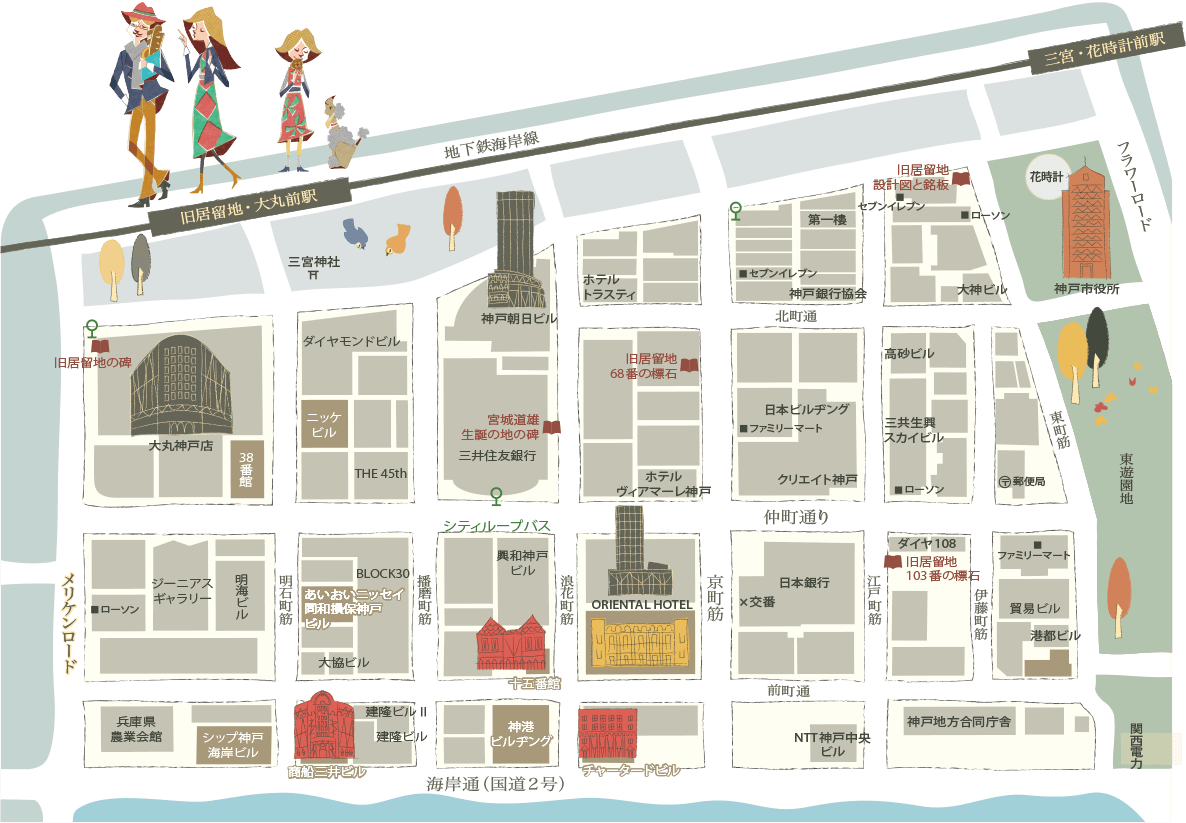 三宮・花時計前駅
地下鉄海岸線
旧居留地・大丸前駅
フラワーロード
花時計
神戸市役所
旧居留地
設計図と銘板
セブンイレブン
ローソン
大神ビル
第一樓
セブンイレブン
神戸銀行協会
ホテル
トラスティ
三宮神社
神戸朝日ビル
北町通
旧居留地の碑
大丸神戸店
38
番
館
ダイヤモンドビル
ニッケ
ビル
THE 45th
宮城道雄
生誕の地の碑
三井住友銀行
旧居留地
68番の標石
ホテル
ヴィアマーレ神戸
日本ビルヂング
ファミリーマート
クリエイト神戸
高砂ビル
三共生興
スカイビル
ローソン
東町筋
〒郵便局
東遊園地
シティループバス
仲町通り
メリケンロード
ジーニアス
ギャラリー
ローソン
明海ビル
明石町筋
BLOCK30
あいおいニッセイ
同和損保神戸
ビル
大協ビル
播磨町筋
興和神戸
ビル
十五番館
浪花町筋
ORIENTAL HOTEL
京町筋
日本銀行
×交番
江戸町筋
ダイヤ108
旧居留地
103番の標石
伊藤町筋
ファミリーマート
貿易ビル
港都ビル
前町通
兵庫県
農業会館
シップ神戸
海岸ビル
商船三井ビル
建隆ビルⅡ
建隆ビル
神港
ビルヂング
チャータードビル
NTT神戸中央
ビル
神戸地方合同庁舎
関西電力
海岸通（国道2号）